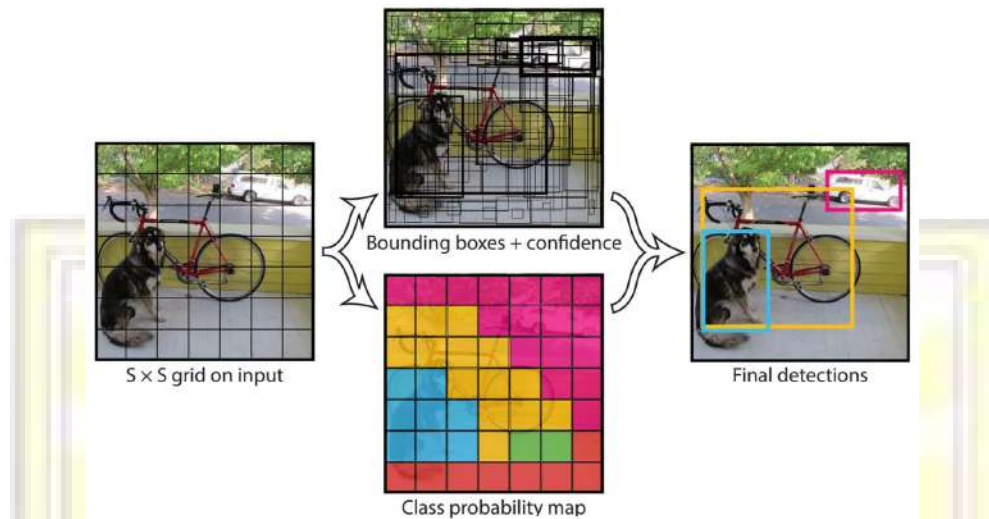 Bounding boxes + confidence
S × S grid on input
Final detections
Class probability map